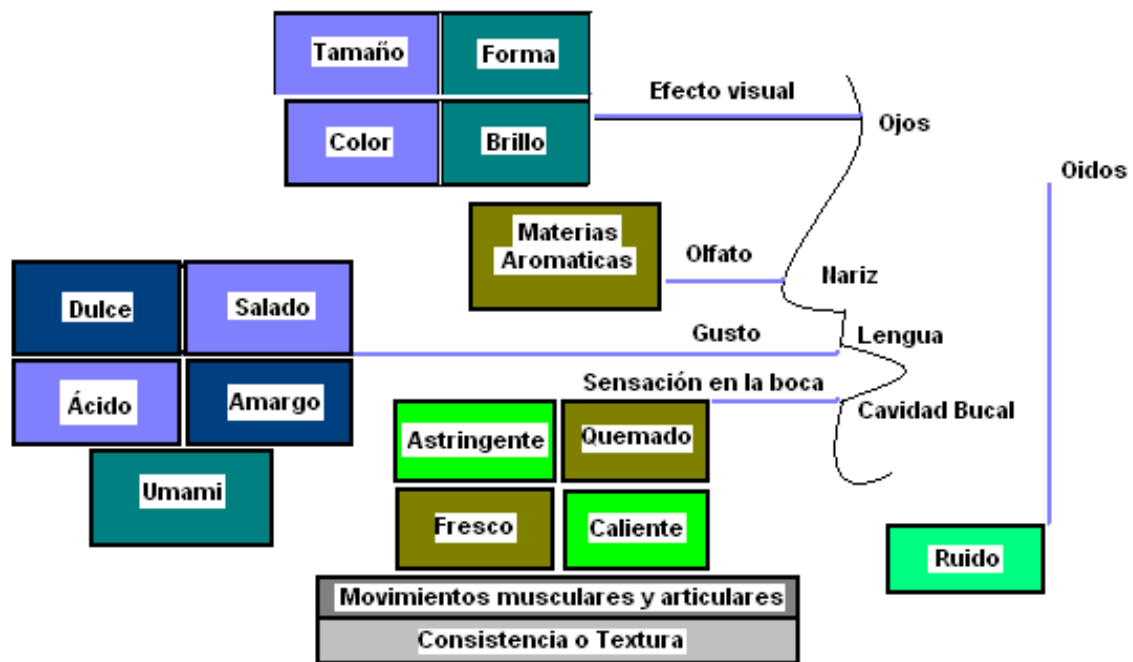 Tamaño
Forma
Efecto visual
Color
Brillo
Ojos
Oidos
Materias
Aromaticas
Olfato
Nariz
Dulce
Salado
Gusto
Lengua
Ácido
Amargo
Sensación en la boca
Cavidad Bucal
Astringente
Quemado
Umami
Fresco
Caliente
Ruido
Movimientos musculares y articulares
Consistencia o Textura